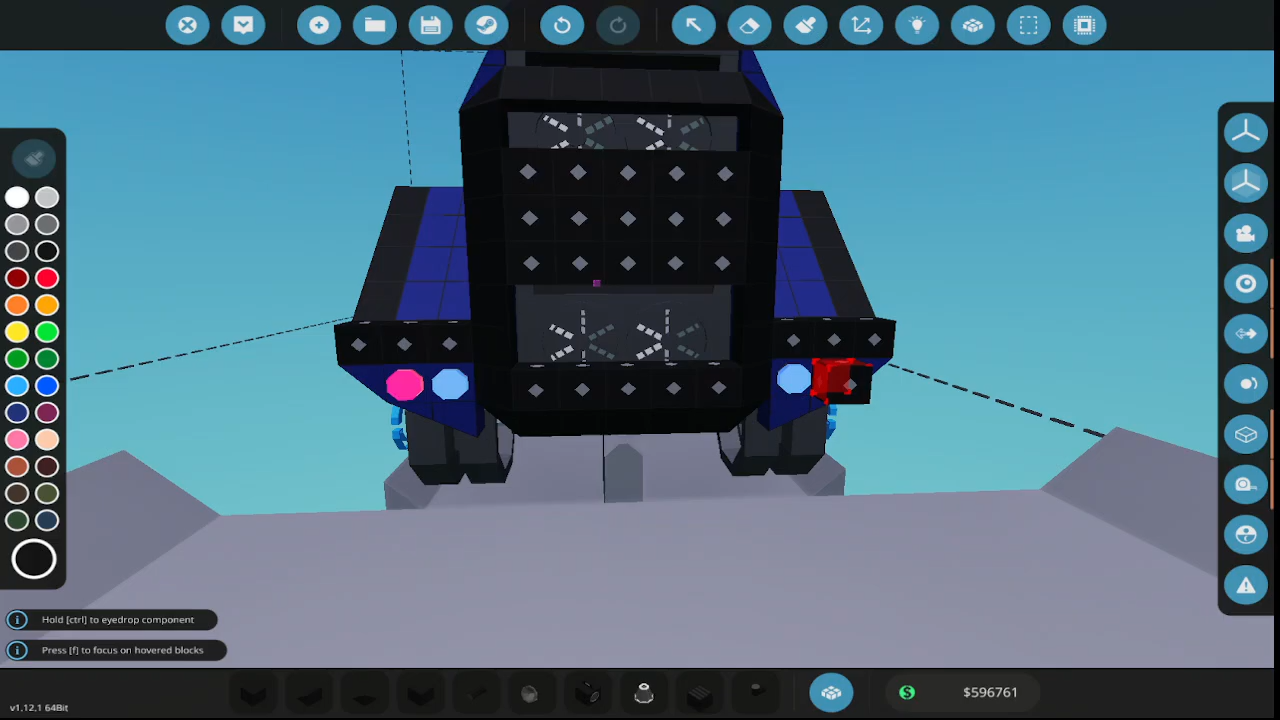 Hold [ctrl] to eyedrop component
Press [f] to focus on hovered blocks
v1.12.1 64Bit
$
$596761